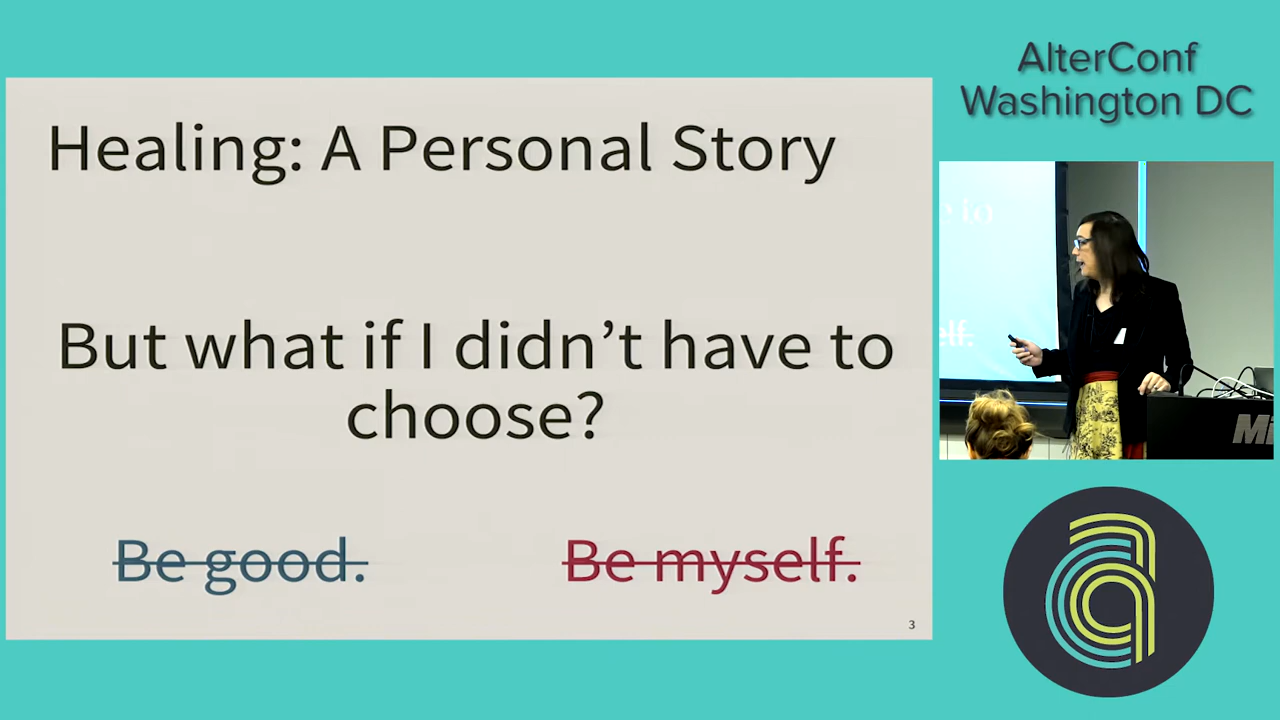 Healing: A Personal Story
But what if I didn't have to
choose?
Be good.
Be myself.
3
AlterConf
Washington DC